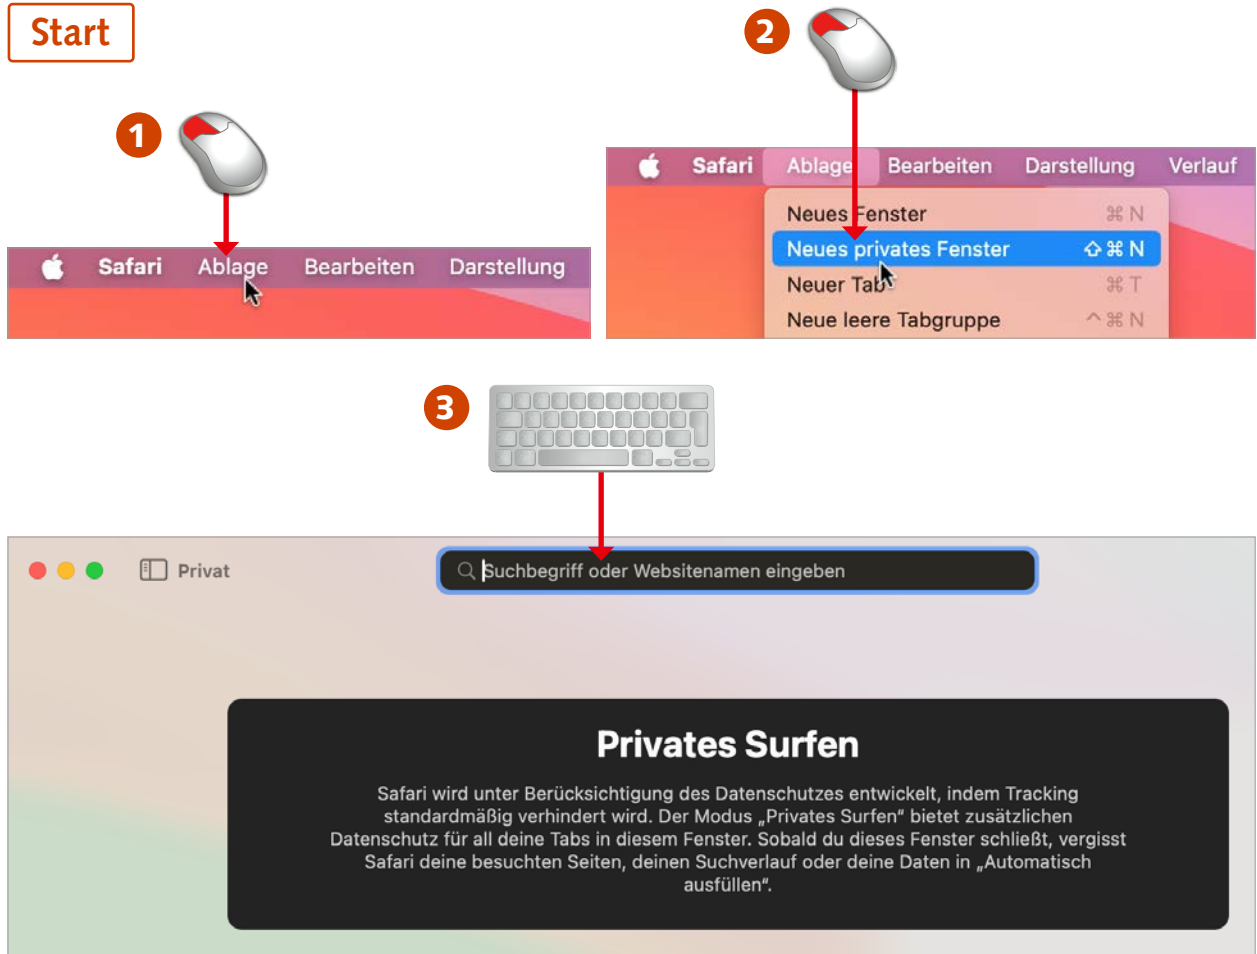 Start
1
Safari Ablage Bearbeiten Darstellung
2
Safari Ablage Bearbeiten Darstellung Verlauf
Neues Fenster ⌘ N
Neues privates Fenster ⇧ ⌘ N
Neuer Tab ⌘ T
Neue leere Tabgruppe ^ ⌘ N
3
Privat
Suchbegriff oder Websitenamen eingeben
Privates Surfen
Safari wird unter Berücksichtigung des Datenschutzes entwickelt, indem Tracking
standardmäßig verhindert wird. Der Modus „Privates Surfen“ bietet zusätzlichen
Datenschutz für all deine Tabs in diesem Fenster. Sobald du dieses Fenster schließt, vergisst
Safari deine besuchten Seiten, deinen Suchverlauf oder deine Daten in „Automatisch
ausfüllen“.